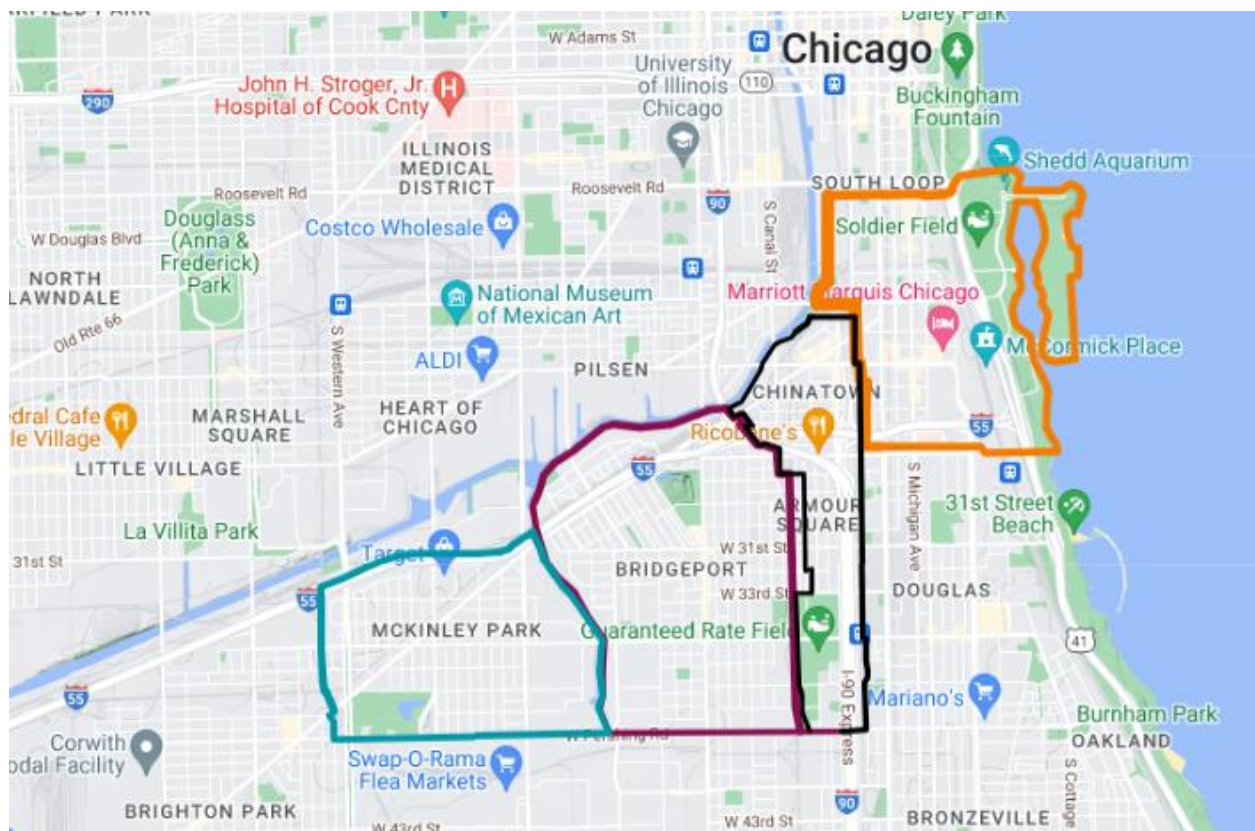 Daley Park
W Adams St
Chicago
University
of Illinois
Chicago
110
John H. Stroger, Jr.
Hospital of Cook Cnty
290
Buckingham
Fountain
ILLINOIS
MEDICAL
DISTRICT
Shedd Aquarium
Roosevelt Rd
Roosevelt Rd
SOUTH LOOP
90
S Canal St
Douglass
(Anna &
Frederick)
Park
Costco Wholesale
Soldier Field
W Douglas Blvd
NORTH
LAWNDALE
National Museum
of Mexican Art
Marriott Marquis Chicago
Old Rte 66
S Western Ave
ALDI
PILSEN
McCormick Place
CHINATOWN
MARSHALL
SQUARE
HEART OF
CHICAGO
edral Cafe
le Village
Ricobene's
55
LITTLE VILLAGE
55
S Michigan Ave
31st Street
Beach
La Villita Park
ARMOUR
SQUARE
31st St
Target
W 31st St
BRIDGEPORT
W 33rd St
DOUGLAS
55
MCKINLEY PARK
Guaranteed Rate Field
41
I-90 Express
Mariano's
55
Burnham Park
OAKLAND
W Pershing Rd
Corwith
odal Facility
Swap-O-Rama
Flea Markets
S Cottage
BRIGHTON PARK
W 43rd St
W 43rd St
90
BRONZEVILLE